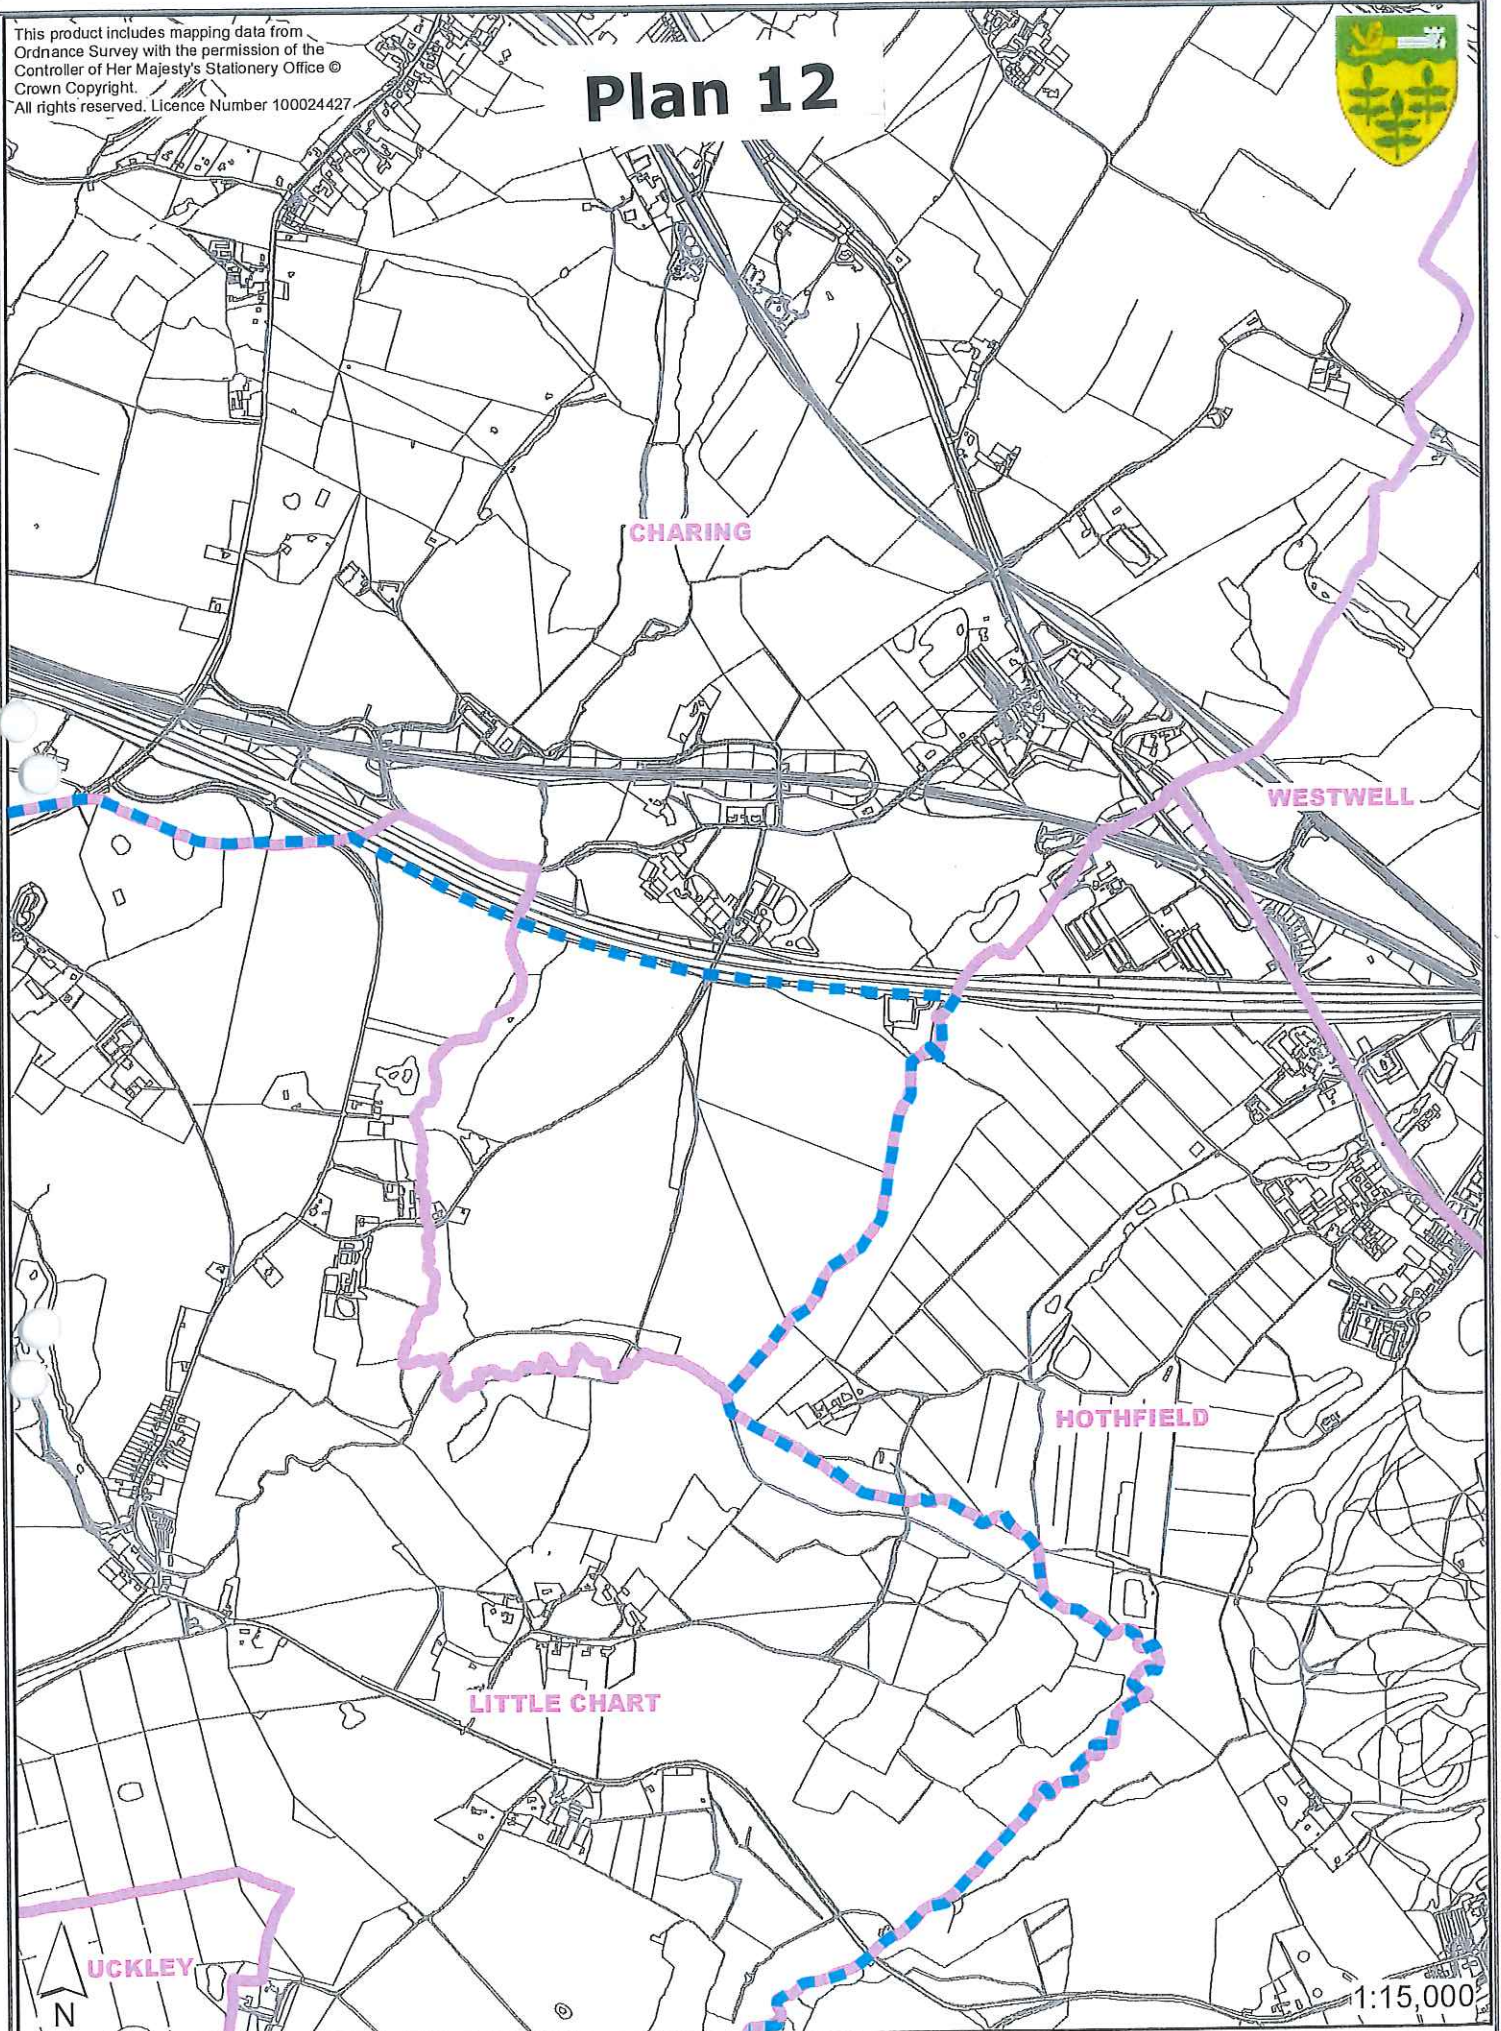 This product includes mapping data from
Ordnance Survey with the permission of the
Controller of Her Majesty's Stationery Office ©
Crown Copyright.
All rights reserved. Licence Number 100024427
Plan 12
CHARING
WESTWELL
HOTHFIELD
LITTLE CHART
UCKLEY
N
1:15,000